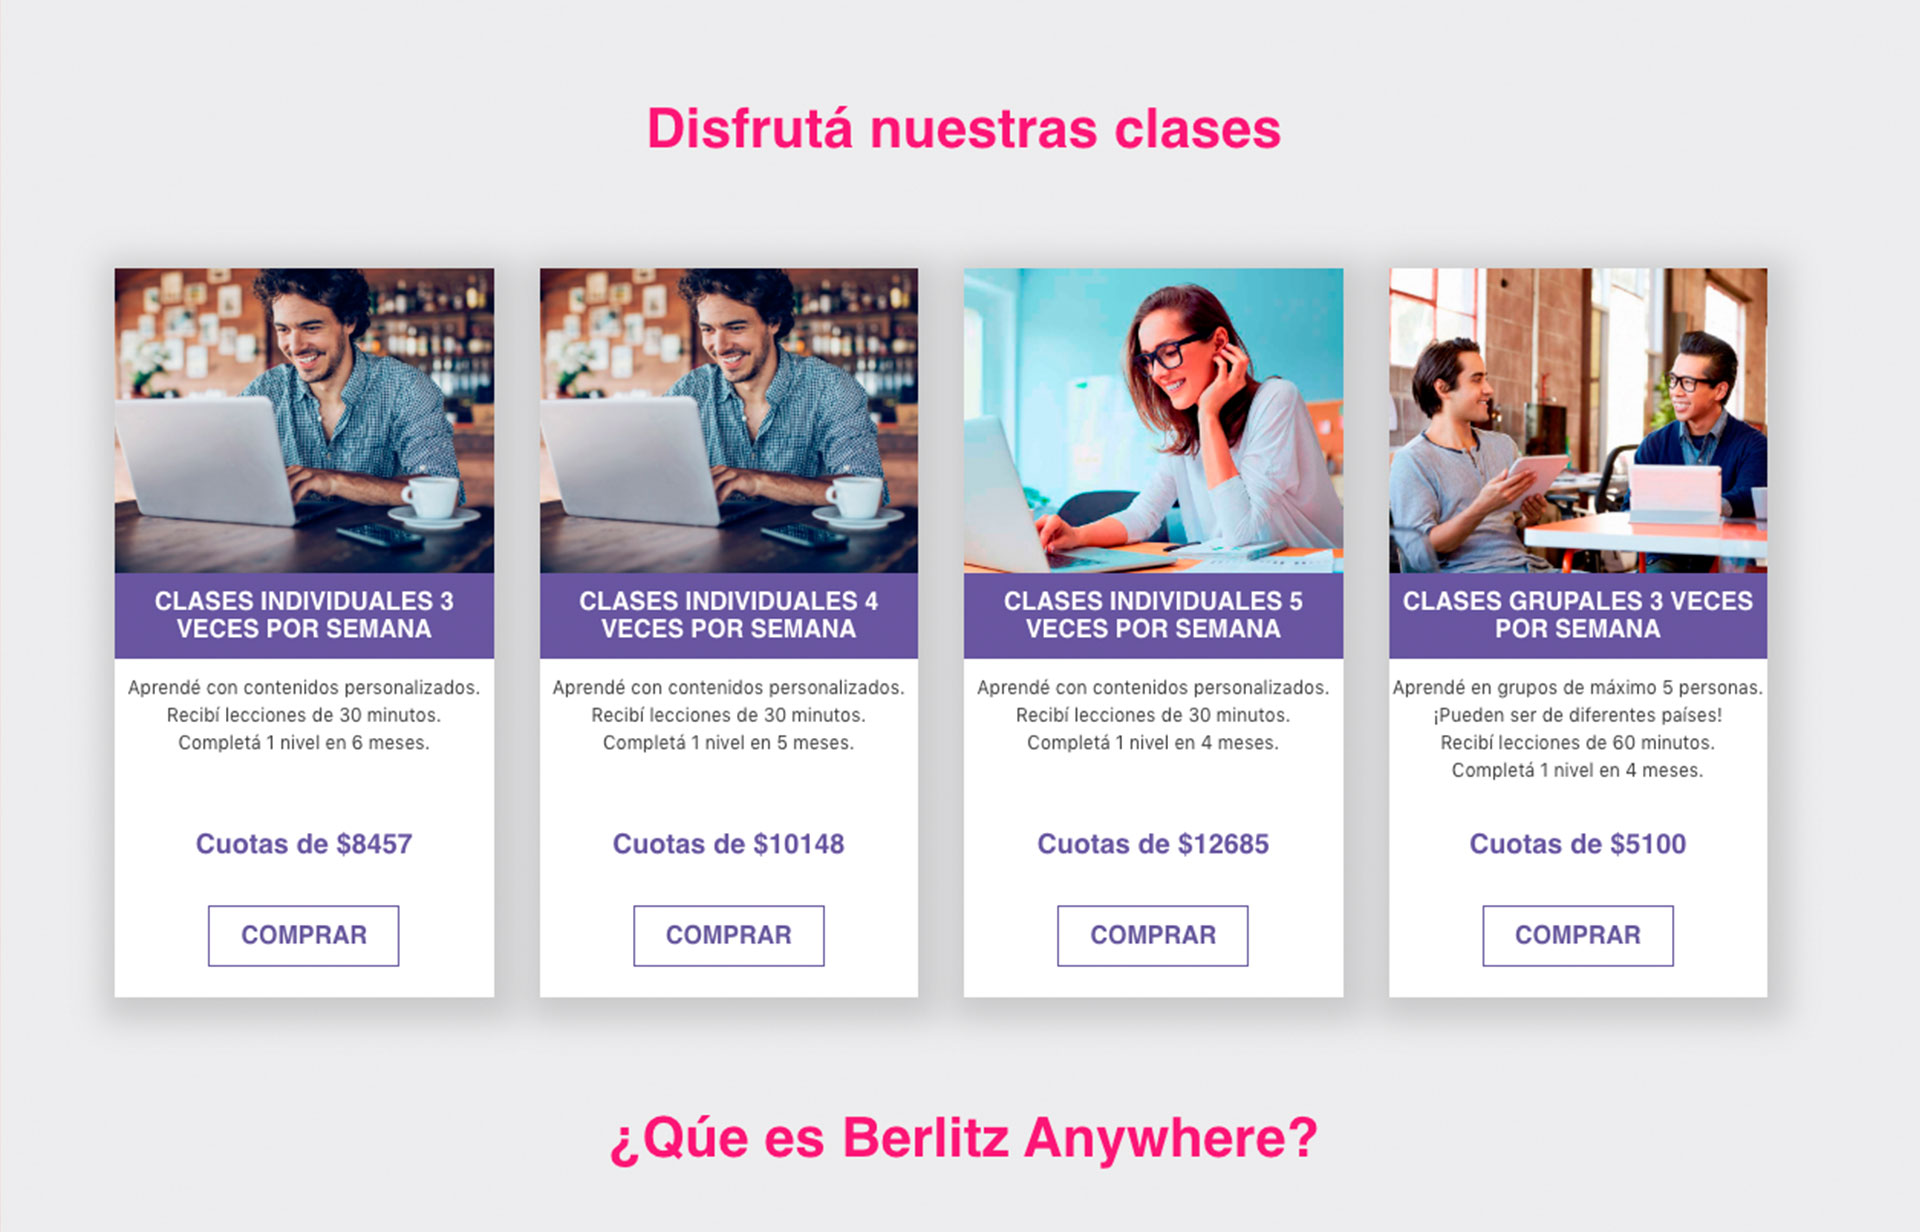 Disfrutá nuestras clases
CLASES INDIVIDUALES 3
VECES POR SEMANA
Aprendé con contenidos personalizados.
Recibí lecciones de 30 minutos.
Completá 1 nivel en 6 meses.
Cuotas de $8457
COMPRAR
CLASES INDIVIDUALES 4
VECES POR SEMANA
Aprendé con contenidos personalizados.
Recibí lecciones de 30 minutos.
Completá 1 nivel en 5 meses.
Cuotas de $10148
COMPRAR
CLASES INDIVIDUALES 5
VECES POR SEMANA
Aprendé con contenidos personalizados.
Recibí lecciones de 30 minutos.
Completá 1 nivel en 4 meses.
Cuotas de $12685
COMPRAR
CLASES GRUPALES 3 VECES
POR SEMANA
Aprendé en grupos de máximo 5 personas.
¡Pueden ser de diferentes países!
Recibí lecciones de 60 minutos.
Completá 1 nivel en 4 meses.
Cuotas de $5100
COMPRAR
¿Qúe es Berlitz Anywhere?